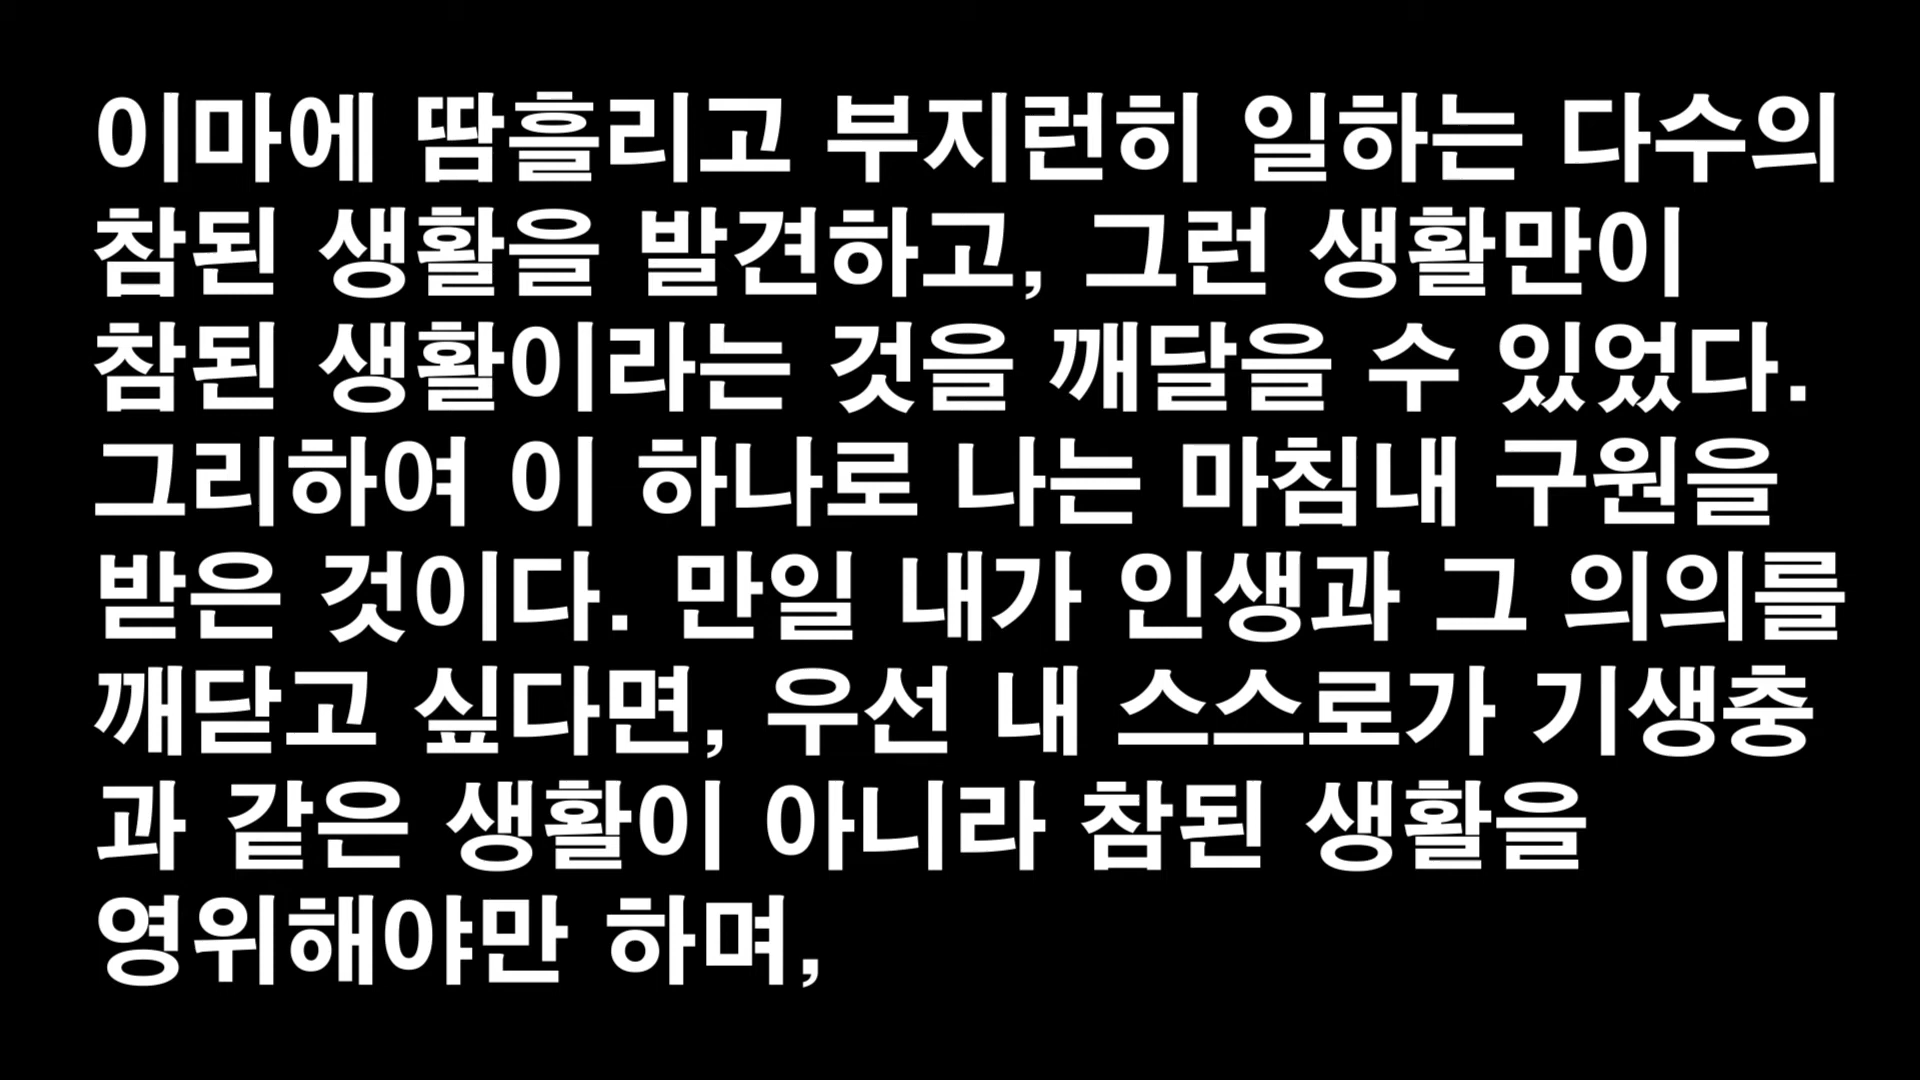 이마에 땀흘리고 부지런히 일하는 다수의
참된 생활을 발견하고, 그런 생활만이
참된 생활이라는 것을 깨달을 수 있었다.
그리하여 이 하나로 나는 마침내 구원을
받은 것이다. 만일 내가 인생과 그 의의를
깨닫고 싶다면, 우선 내 스스로가 기생충
과 같은 생활이 아니라 참된 생활을
영위해야만 하며,